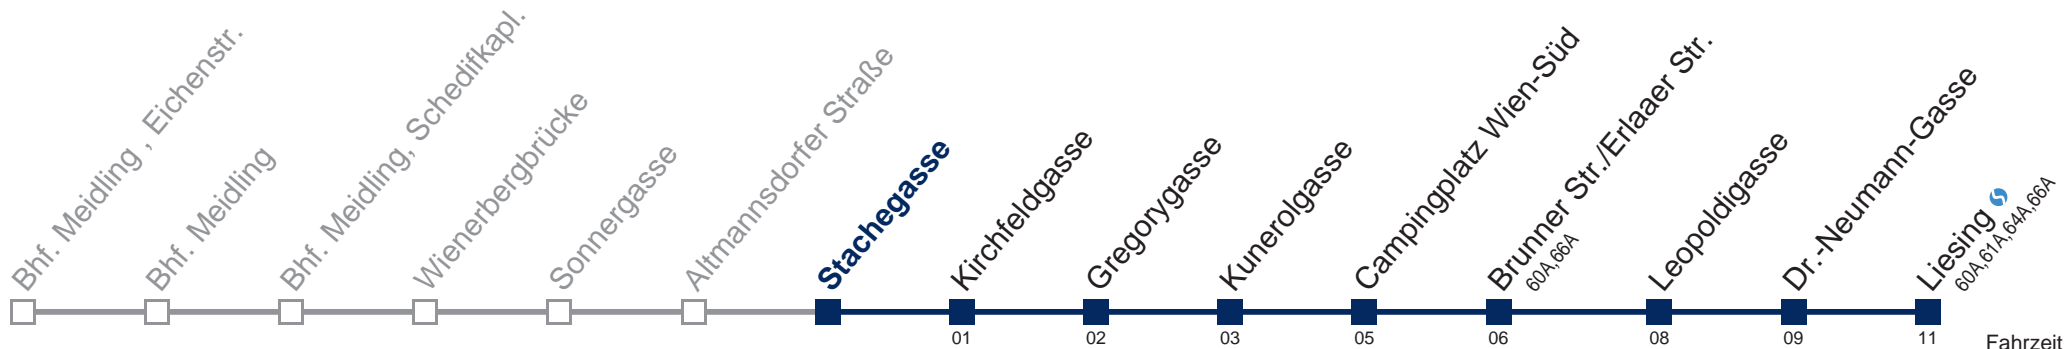 Bhf. Meidling , Eichenstr.
Bhf. Meidling
Bhf. Meidling, Schedifkapl.
Wienerbergbrücke
Sonnergasse
Altmannsdorfer Straße
Stachegasse
Kirchfeldgasse
Gregorygasse
Kunerolgasse
Campingplatz Wien-Süd
Brunner Str./Erlaaer Str.
60A,66A
Leopoldigasse
Dr.-Neumann-Gasse
Liesing
60A,61A,64A,66A
01
02
03
05
06
08
09
11
Fahrzeit